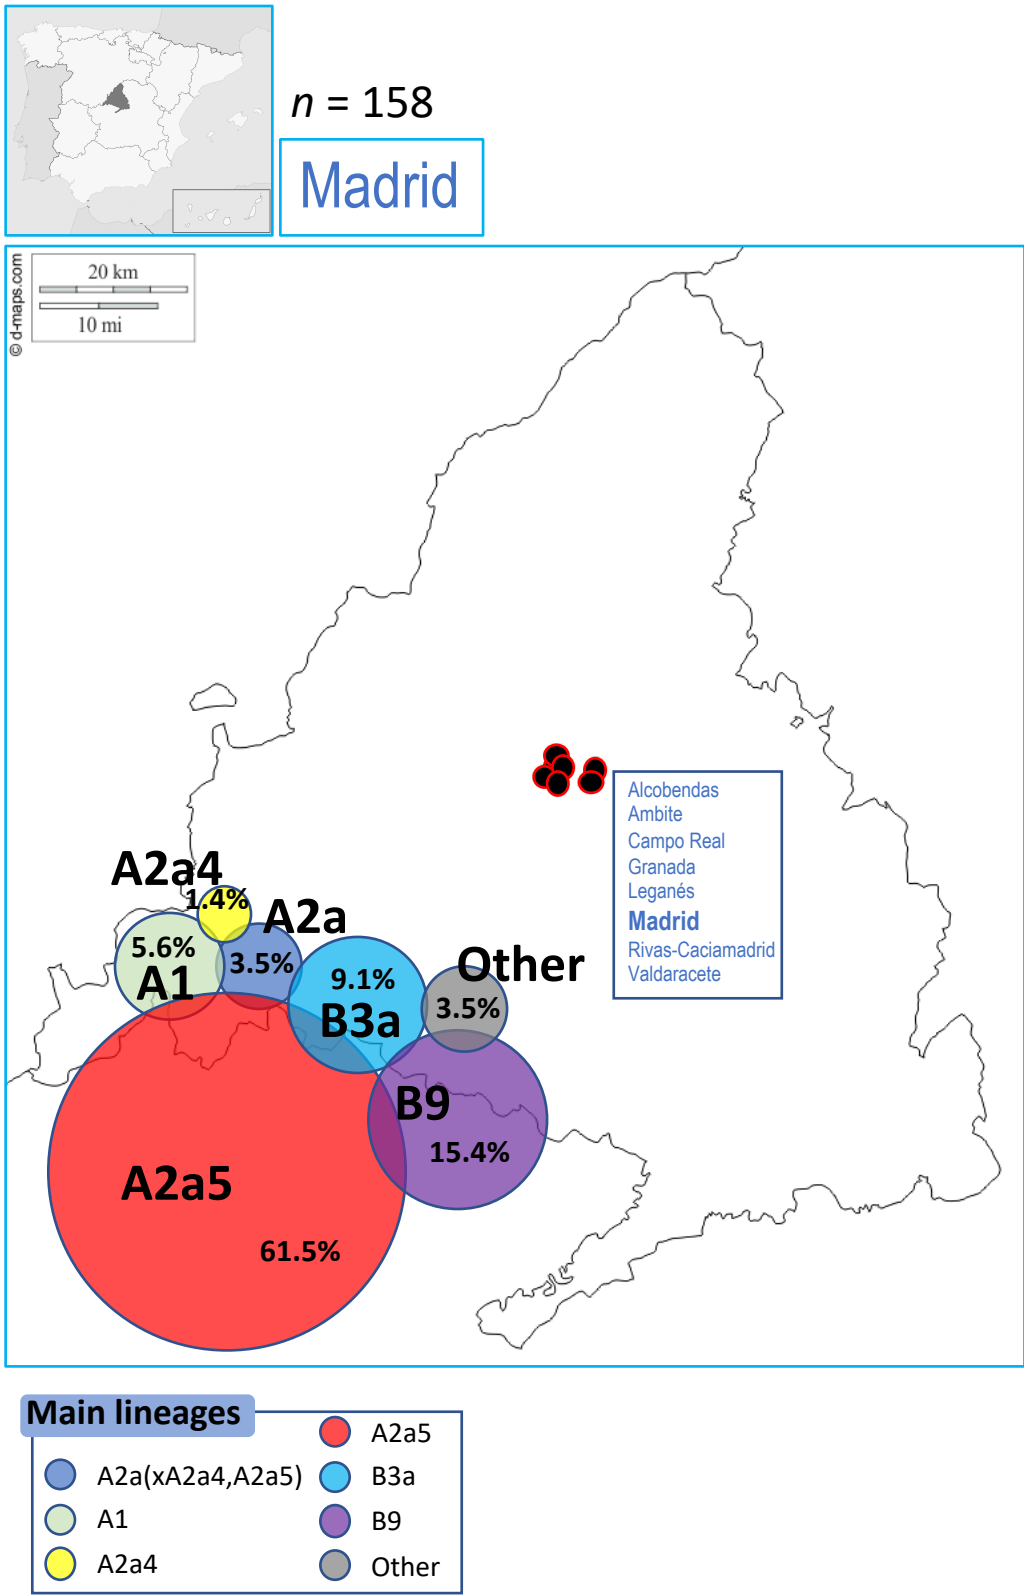 n = 158
Madrid
© d-maps.com
20 km
10 mi
Alcobendas
Ambite
Campo Real
Granada
Leganés
Madrid
Rivas-Caciamadrid
Valdaracete
A2a4
1.4%
A2a
5.6%
A1
3.5%
9.1%
B3a
Other
3.5%
B9
15.4%
A2a5
61.5%
Main lineages
A2a(xA2a4,A2a5)
A1
A2a4
A2a5
B3a
B9
Other